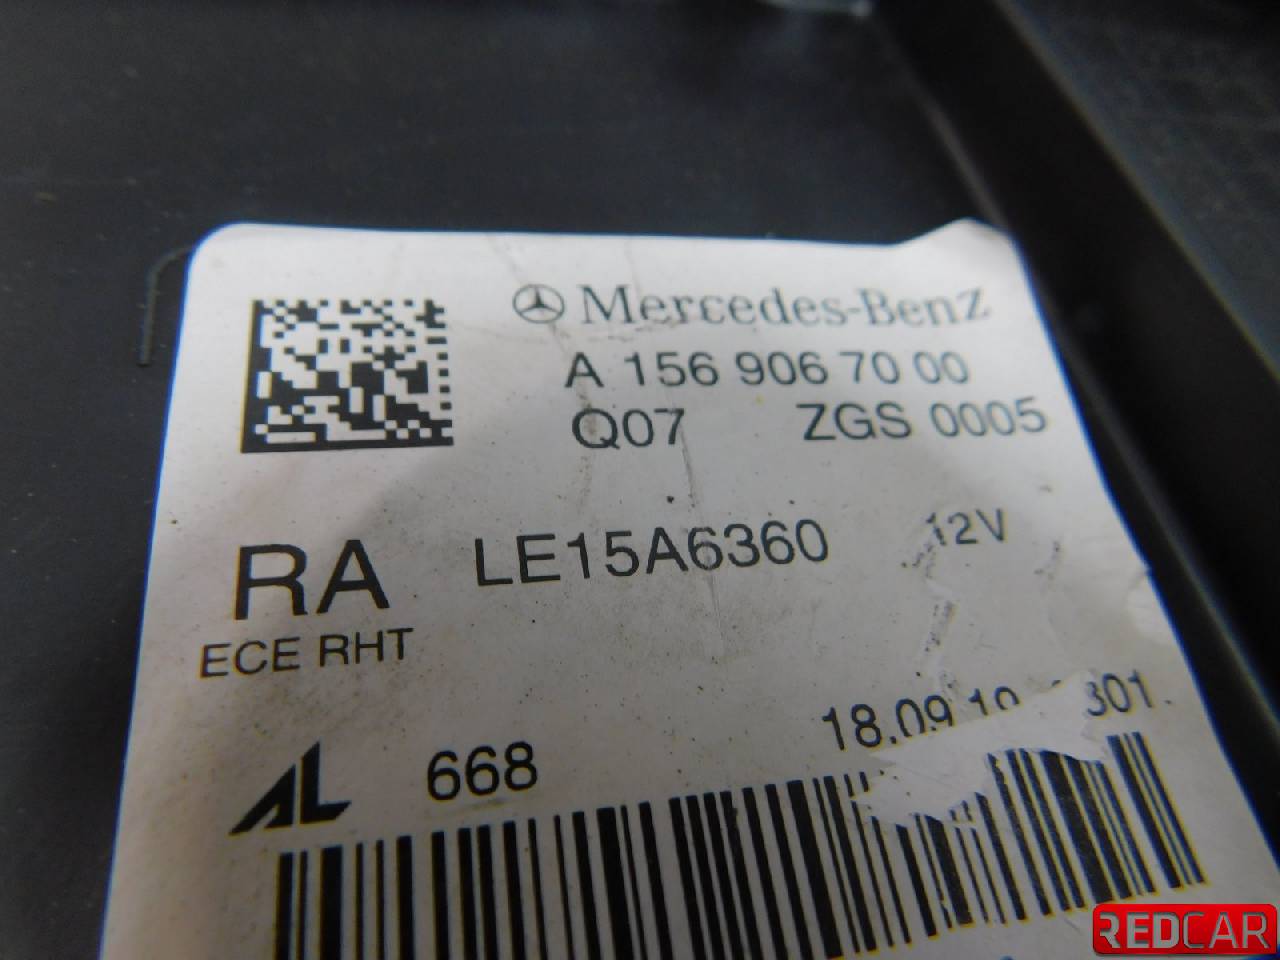 Mercedes-Benz
A 156 906 70 00
Q07 ZGS 0005
RA LE15A6360 12V
ECE RHT
AL 668 18.09.19
REDCAR